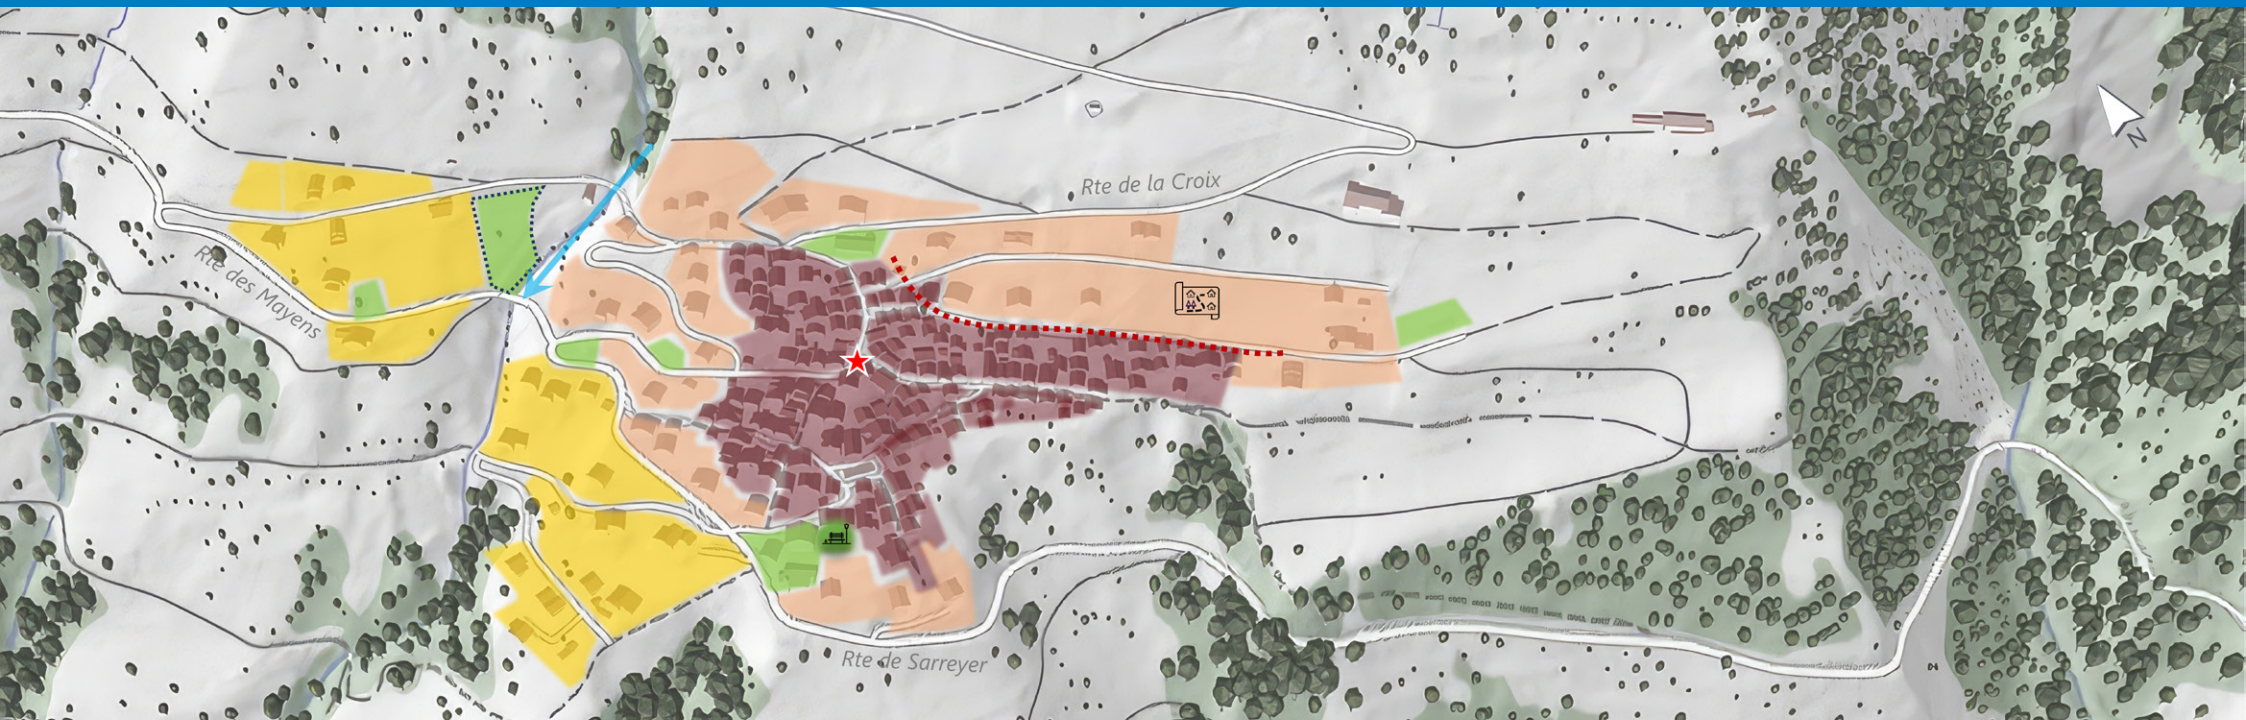 Rte de la Croix
N
Rte des Mayens
Rte de Sarreyer